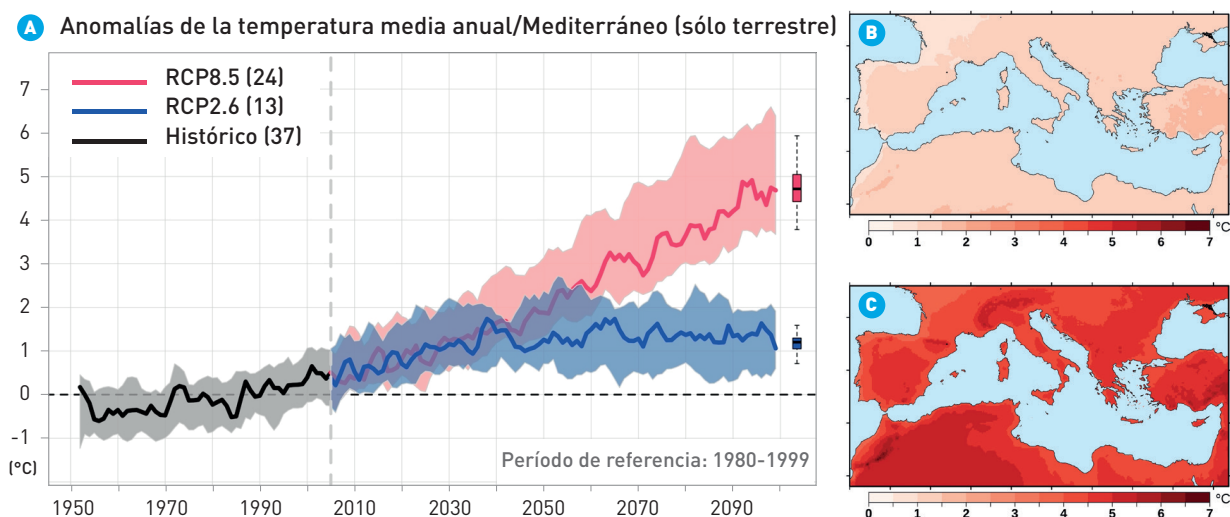 A Anomalías de la temperatura media anual/Mediterráneo (sólo terrestre)
RCP8.5 (24)
RCP2.6 (13)
Histórico (37)
7
6
5
4
3
2
1
0
-1
(°C)
Período de referencia: 1980-1999
1950 1970 1990 2010 2030 2050 2070 2090
B
0 1 2 3 4 5 6 7 °C
C
0 1 2 3 4 5 6 7 °C